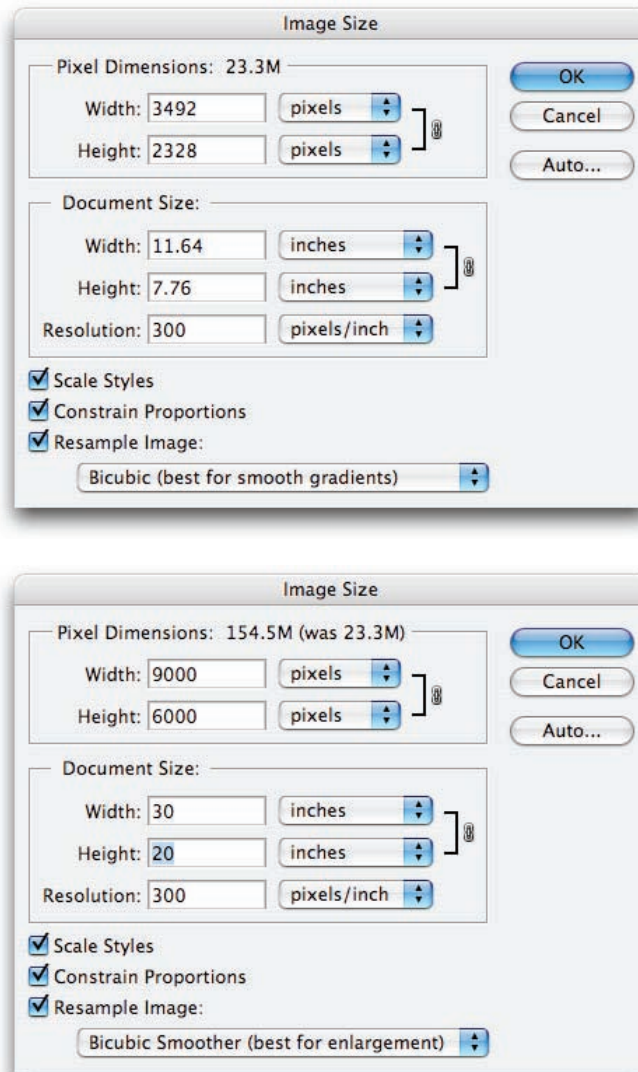 Image Size
Pixel Dimensions: 23.3M
OK
Width: 3492 pixels
Cancel
Height: 2328 pixels
Auto...
Document Size:
Width: 11.64 inches
Height: 7.76 inches
Resolution: 300 pixels/inch
Scale Styles
Constrain Proportions
Resample Image:
Bicubic (best for smooth gradients)
Image Size
Pixel Dimensions: 154.5M (was 23.3M)
OK
Width: 9000 pixels
Cancel
Height: 6000 pixels
Auto...
Document Size:
Width: 30 inches
Height: 20 inches
Resolution: 300 pixels/inch
Scale Styles
Constrain Proportions
Resample Image:
Bicubic Smoother (best for enlargement)